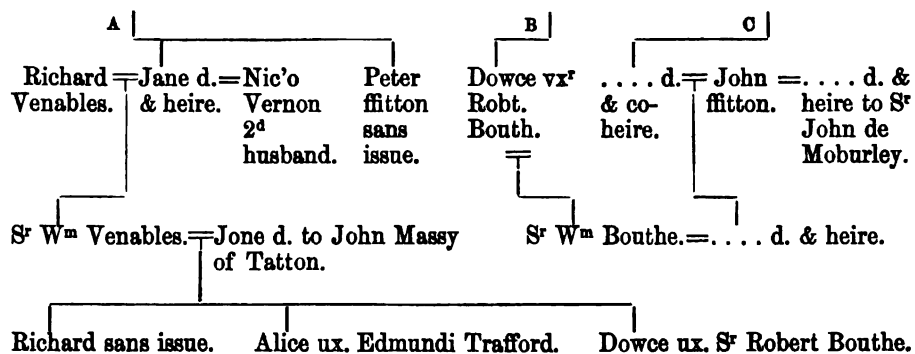 A B C
Richard = Jane d. = Nic'o Peter Dowce vxʳ . . . . d. = John = . . . . d. &
Venables. & heire. Vernon ffitton Robt. & co- ffitton. heire to Sʳ
2ᵈ sans Bouth. heire. John de
husband. issue. Moburley.
Sʳ Wᵐ Venables. = Jone d. to John Massy Sʳ Wᵐ Bouthe. = . . . . d. & heire.
of Tatton.
Richard sans issue. Alice ux. Edmundi Trafford. Dowce ux. Sʳ Robert Bouthe.